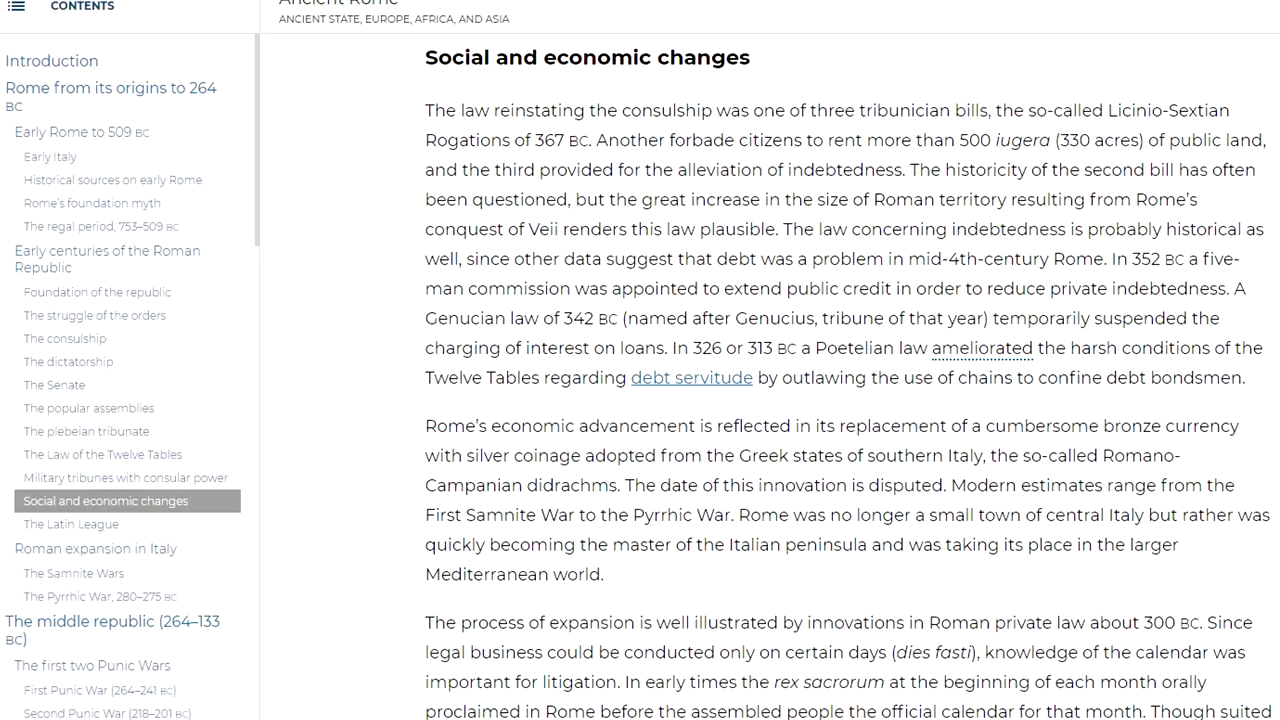 CONTENTS
Ancient Rome
ANCIENT STATE, EUROPE, AFRICA, AND ASIA
Introduction
Rome from its origins to 264
BC
Early Rome to 509 BC
Early Italy
Historical sources on early Rome
Rome's foundation myth
The regal period, 753–509 BC
Early centuries of the Roman
Republic
Foundation of the republic
The struggle of the orders
The consulship
The dictatorship
The Senate
The popular assemblies
The plebeian tribunate
The Law of the Twelve Tables
Military tribunes with consular power
Social and economic changes
The Latin League
Roman expansion in Italy
The Samnite Wars
The Pyrrhic War, 280–275 BC
The middle republic (264–133
BC)
The first two Punic Wars
First Punic War (264–241 BC)
Second Punic War (218–201 BC)
Social and economic changes
The law reinstating the consulship was one of three tribunician bills, the so-called Licinio-Sextian
Rogations of 367 BC. Another forbade citizens to rent more than 500 iugera (330 acres) of public land,
and the third provided for the alleviation of indebtedness. The historicity of the second bill has often
been questioned, but the great increase in the size of Roman territory resulting from Rome's
conquest of Veii renders this law plausible. The law concerning indebtedness is probably historical as
well, since other data suggest that debt was a problem in mid-4th-century Rome. In 352 BC a five-
man commission was appointed to extend public credit in order to reduce private indebtedness. A
Genucian law of 342 BC (named after Genucius, tribune of that year) temporarily suspended the
charging of interest on loans. In 326 or 313 BC a Poetelian law ameliorated the harsh conditions of the
Twelve Tables regarding debt servitude by outlawing the use of chains to confine debt bondsmen.
Rome's economic advancement is reflected in its replacement of a cumbersome bronze currency
with silver coinage adopted from the Greek states of southern Italy, the so-called Romano-
Campanian didrachms. The date of this innovation is disputed. Modern estimates range from the
First Samnite War to the Pyrrhic War. Rome was no longer a small town of central Italy but rather was
quickly becoming the master of the Italian peninsula and was taking its place in the larger
Mediterranean world.
The process of expansion is well illustrated by innovations in Roman private law about 300 BC. Since
legal business could be conducted only on certain days (dies fasti), knowledge of the calendar was
important for litigation. In early times the rex sacrorum at the beginning of each month orally
proclaimed in Rome before the assembled people the official calendar for that month. Though suited